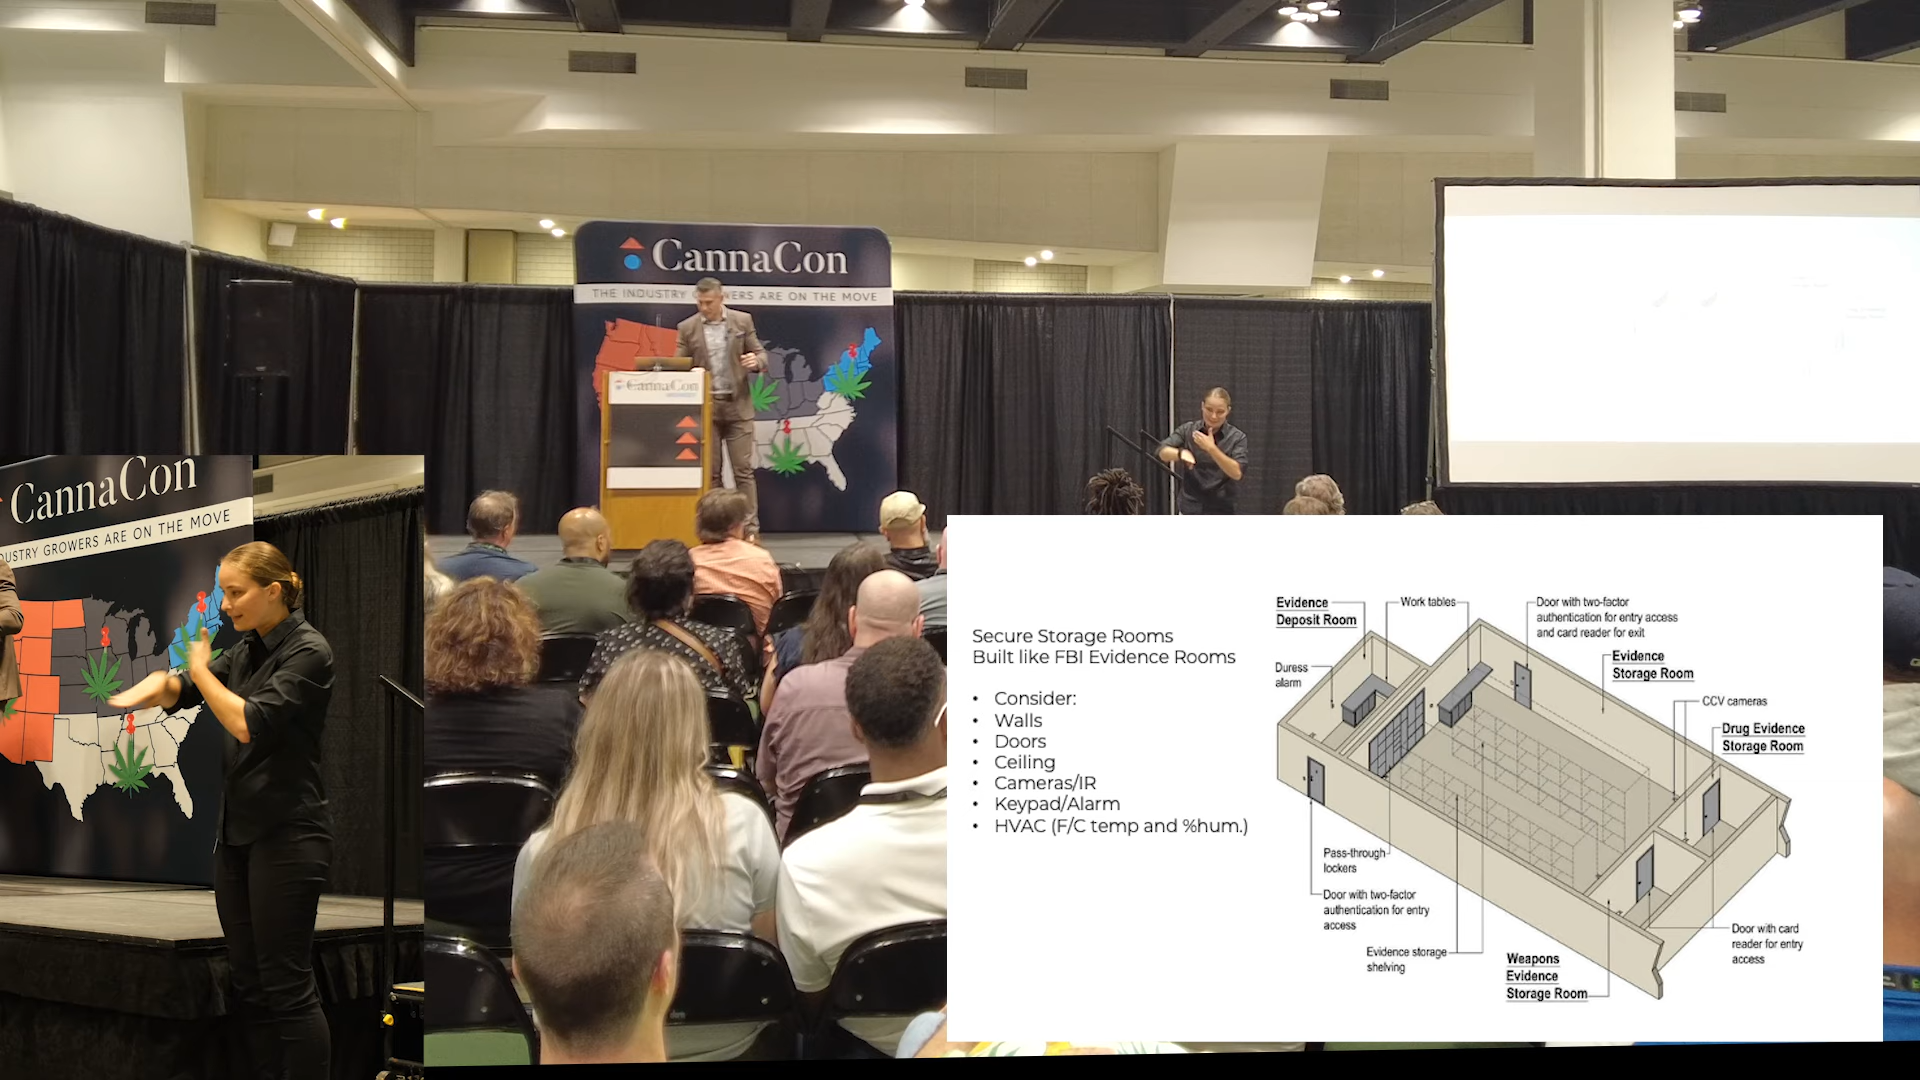 CannaCon
THE INDUSTRY
WERS ARE ON THE MOVE
CannaCon
CannaCon
DUSTRY GROWERS ARE ON THE MOVE
Secure Storage Rooms
Built like FBI Evidence Rooms
• Consider:
• Walls
• Doors
• Ceiling
• Cameras/IR
• Keypad/Alarm
• HVAC (F/C temp and %hum.)
Evidence
Deposit Room
Work tables
Door with two-factor
authentication for entry access
and card reader for exit
Duress
alarm
Evidence
Storage Room
CCV cameras
Drug Evidence
Storage Room
Pass-through
lockers
Door with two-factor
authentication for entry
access
Evidence storage
shelving
Weapons
Evidence
Storage Room
Door with card
reader for entry
access